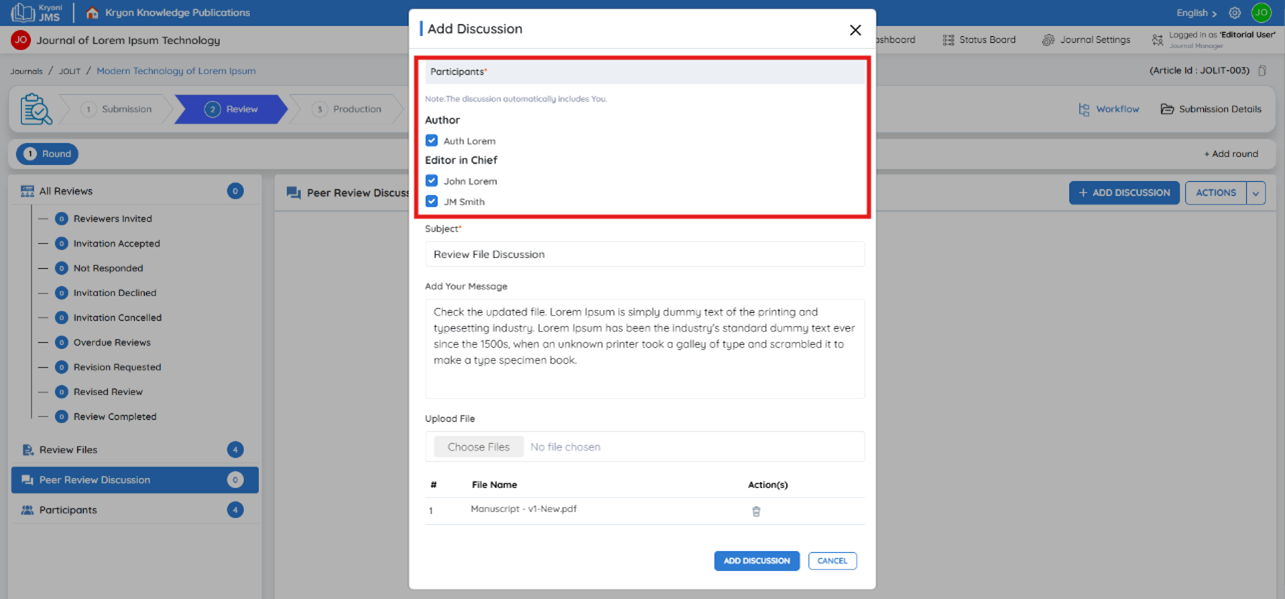 Kryoni JMS
Kryon Knowledge Publications
English
JO
JO
Journal of Lorem Ipsum Technology
ashboard
Status Board
Journal Settings
Logged In as 'Editorial User'
Journal Manager
Journals / JOLIT / Modern Technology of Lorem Ipsum
(Article Id : JOLIT-003)
1 Submission
2 Review
3 Production
Workflow
Submission Details
1 Round
+ Add round
All Reviews 0
0 Reviewers Invited
0 Invitation Accepted
0 Not Responded
0 Invitation Declined
0 Invitation Cancelled
0 Overdue Reviews
0 Revision Requested
0 Revised Review
0 Review Completed
Review Files 4
Peer Review Discussion 0
Participants 4
Peer Review Discuss
+ ADD DISCUSSION
ACTIONS
Add Discussion
Participants*
Note:The discussion automatically includes You.
Author
Auth Lorem
Editor in Chief
John Lorem
JM Smith
Subject*
Review File Discussion
Add Your Message
Check the updated file. Lorem Ipsum is simply dummy text of the printing and
typesetting industry. Lorem Ipsum has been the industry's standard dummy text ever
since the 1500s, when an unknown printer took a galley of type and scrambled it to
make a type specimen book.
Upload File
Choose Files No file chosen
# File Name Action(s)
1 Manuscript - v1-New.pdf
ADD DISCUSSION
CANCEL